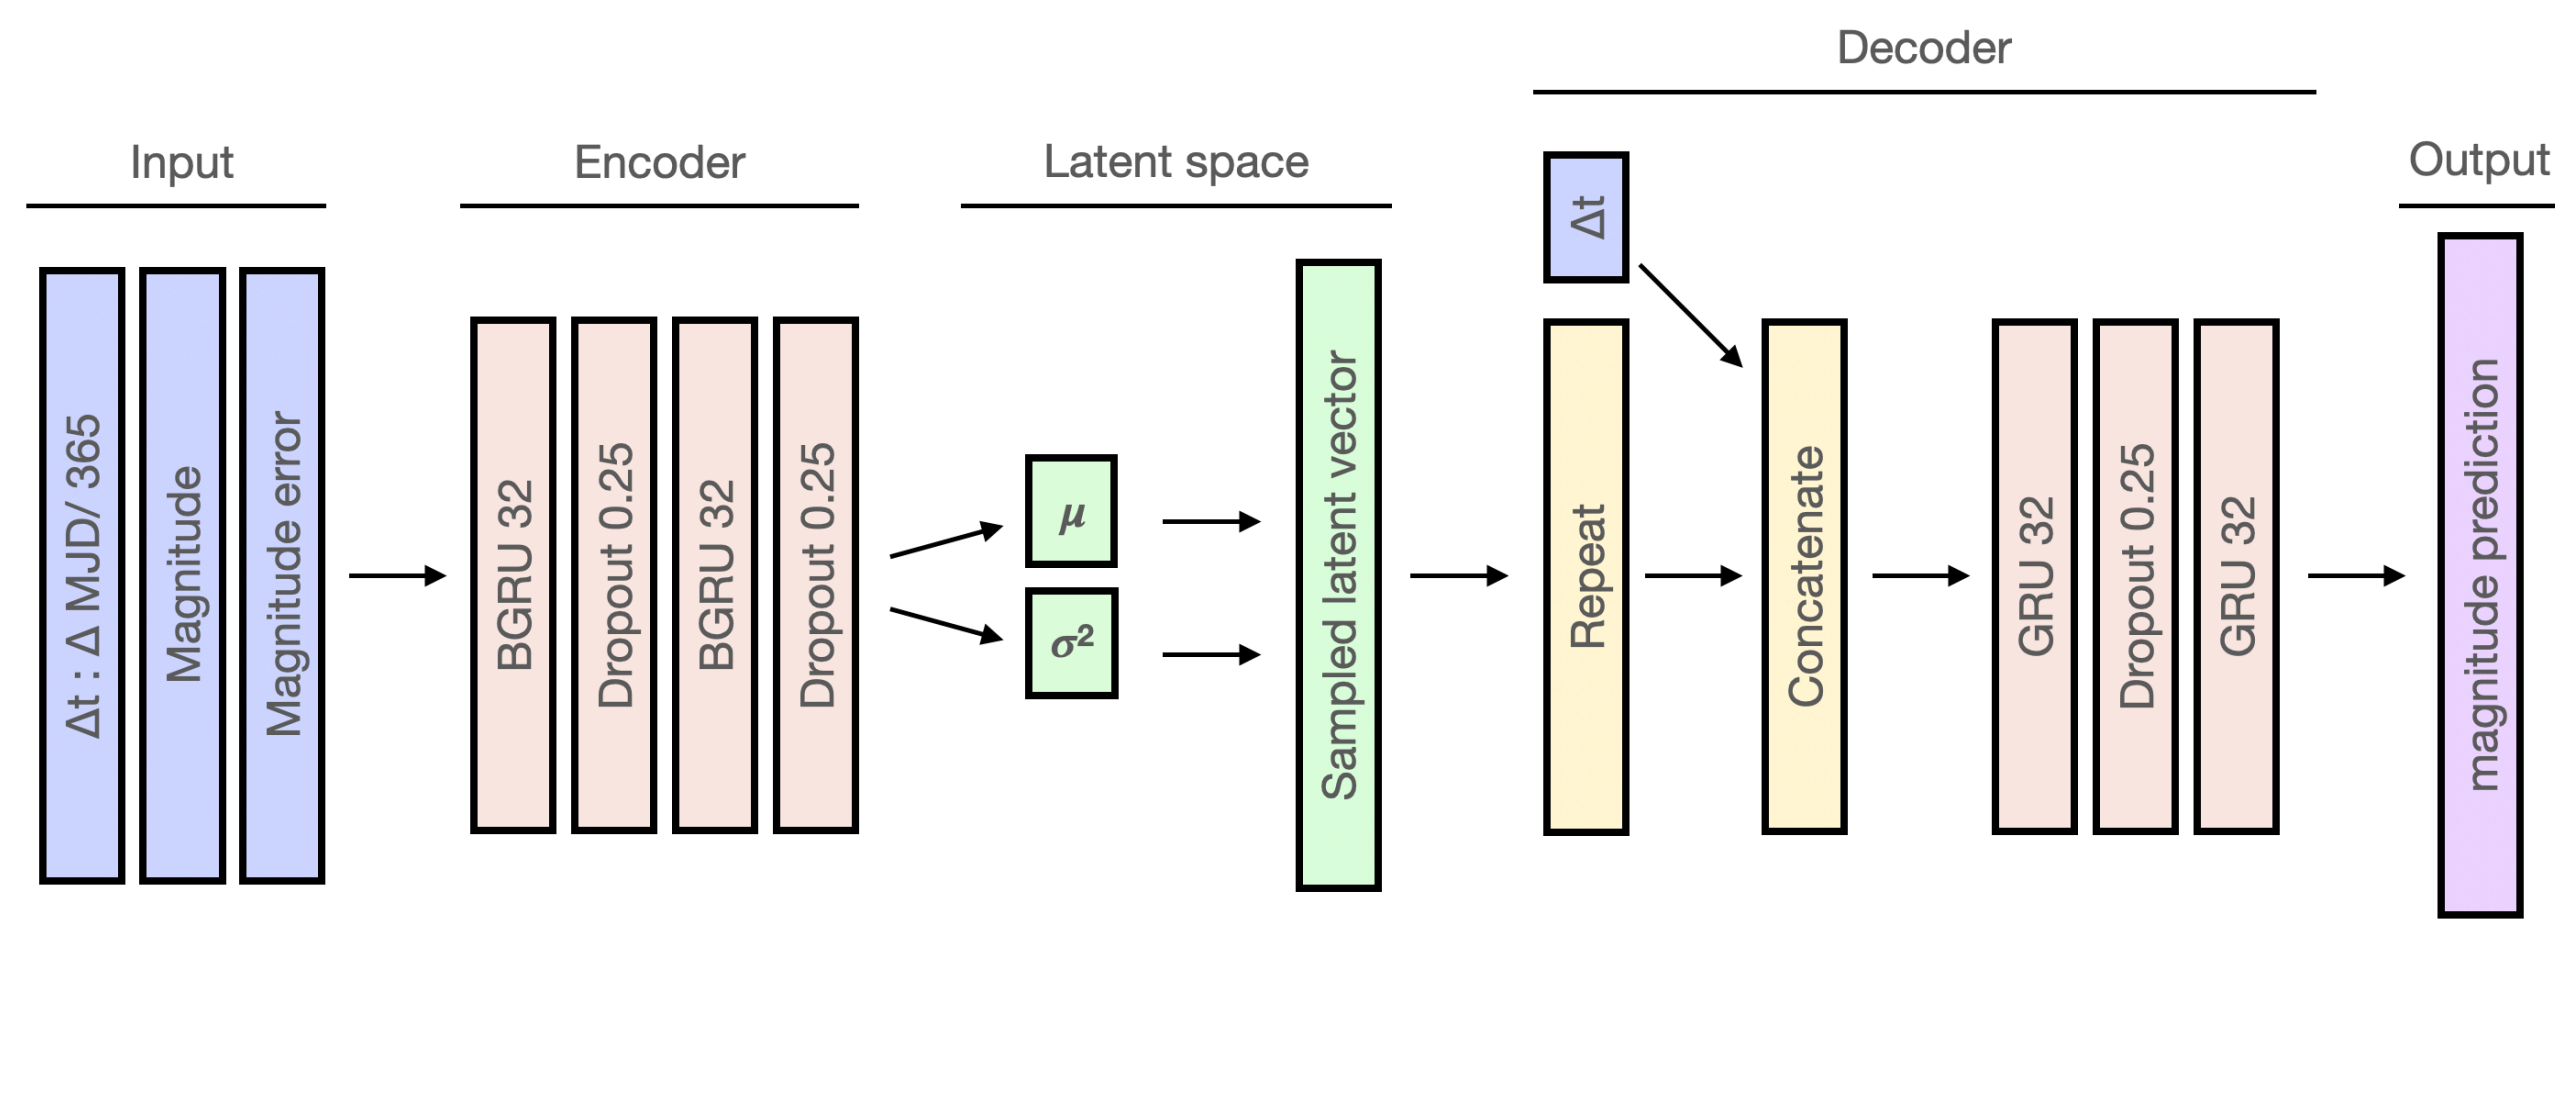 Input
Δt : Δ MJD/ 365
Magnitude
Magnitude error
Encoder
BGRU 32
Dropout 0.25
BGRU 32
Dropout 0.25
Latent space
μ
σ²
Sampled latent vector
Decoder
Δt
Repeat
Concatenate
GRU 32
Dropout 0.25
GRU 32
Output
magnitude prediction